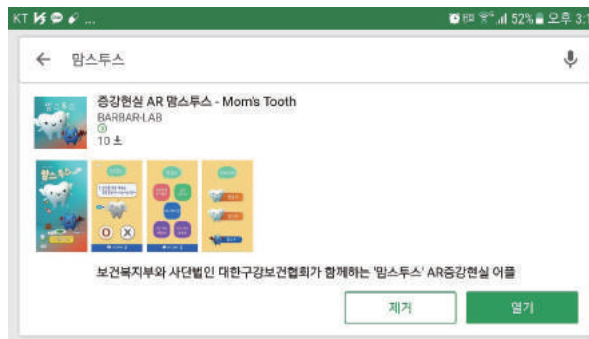 KT ...
52% 오후 3:1
맘스투스
증강현실 AR 맘스투스 - Mom's Tooth
BARBAR-LAB
③
10
맘스투스
O X
보건복지부와 사단법인 대한구강보건협회가 함께하는 '맘스투스' AR증강현실 어플
제거 열기